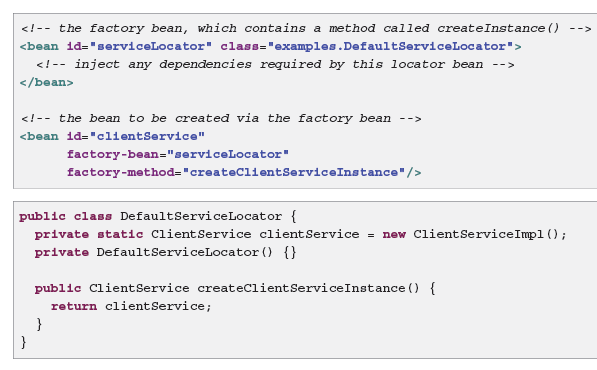 <!-- the factory bean, which contains a method called createInstance() -->
<bean id="serviceLocator" class="examples.DefaultServiceLocator">
<!-- inject any dependencies required by this locator bean -->
</bean>
<!-- the bean to be created via the factory bean -->
<bean id="clientService"
factory-bean="serviceLocator"
factory-method="createClientServiceInstance"/>
public class DefaultServiceLocator {
private static ClientService clientService = new ClientServiceImpl();
private DefaultServiceLocator() {}
public ClientService createClientServiceInstance() {
return clientService;
}
}